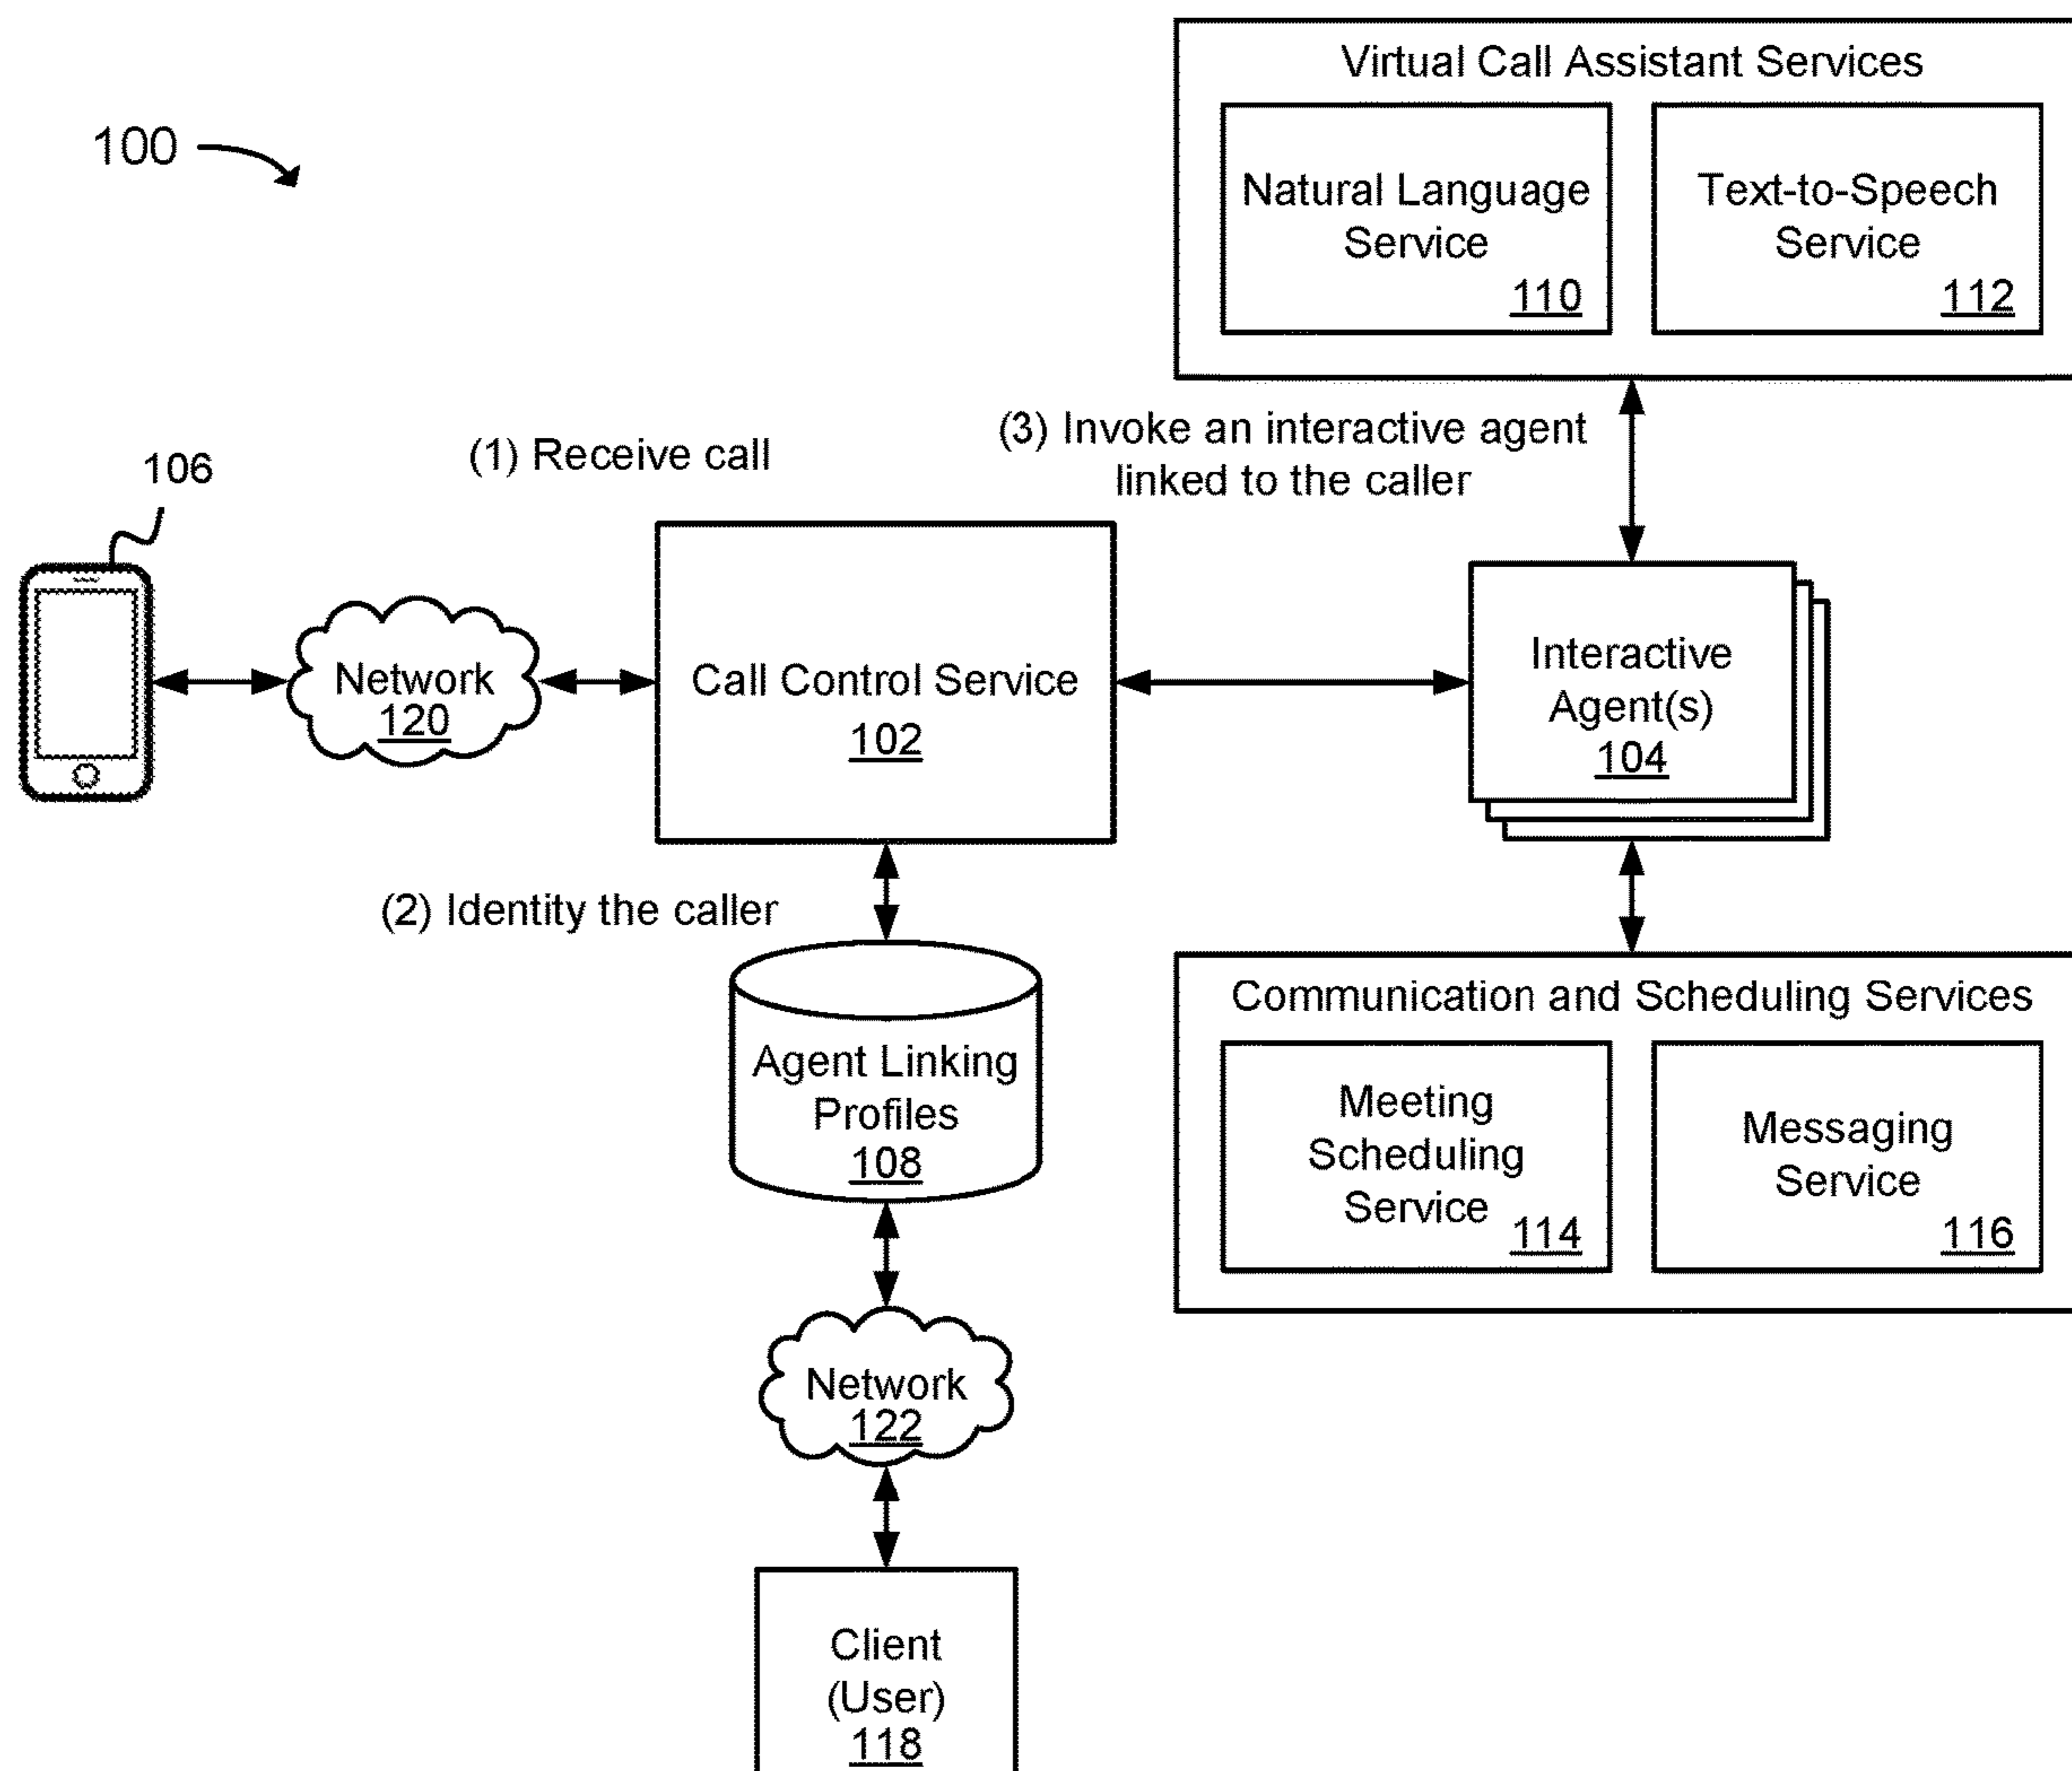 Virtual Call Assistant Services
100
Natural Language
Service
110
Text-to-Speech
Service
112
(1) Receive call
(3) Invoke an interactive agent
linked to the caller
106
Network
120
Call Control Service
102
Interactive
Agent(s)
104
(2) Identity the caller
Agent Linking
Profiles
108
Communication and Scheduling Services
Meeting
Scheduling
Service
114
Messaging
Service
116
Network
122
Client
(User)
118